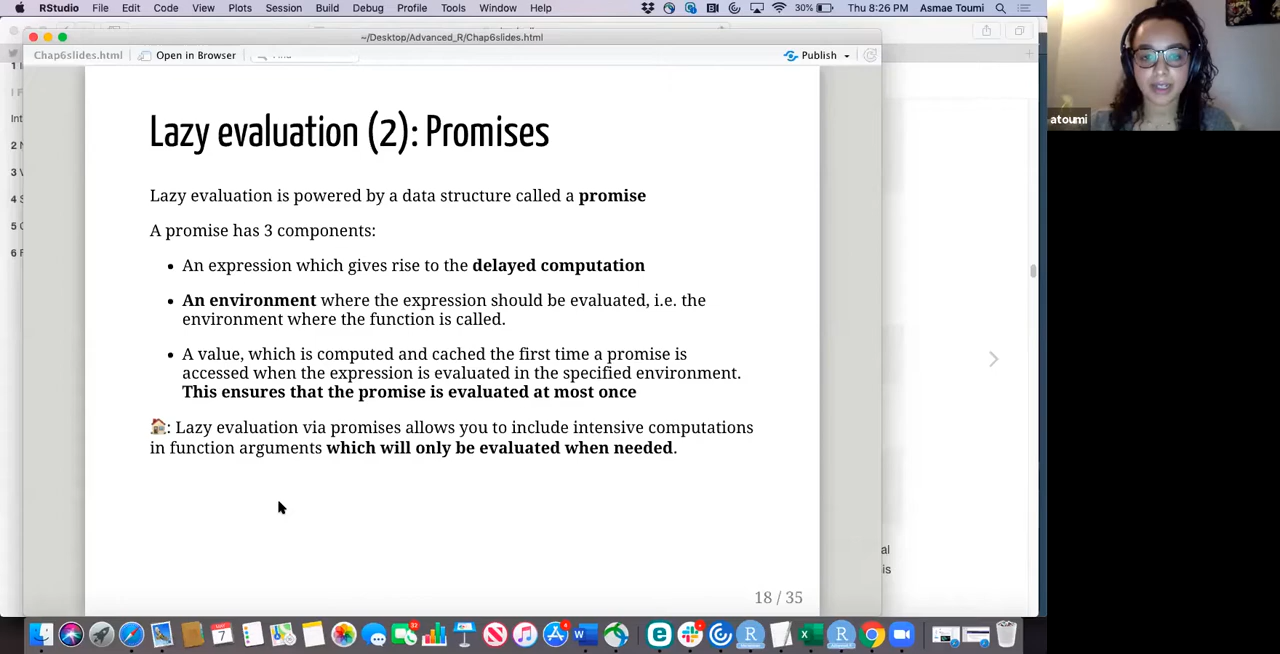 RStudio File Edit Code View Plots Session Build Debug Profile Tools Window Help 30% Thu 8:26 PM Asmae Toumi
~/Desktop/Advanced_R/Chap6slides.html
Chap6slides.html Open in Browser Publish
Lazy evaluation (2): Promises
Lazy evaluation is powered by a data structure called a promise
A promise has 3 components:
• An expression which gives rise to the delayed computation
• An environment where the expression should be evaluated, i.e. the
environment where the function is called.
• A value, which is computed and cached the first time a promise is
accessed when the expression is evaluated in the specified environment.
This ensures that the promise is evaluated at most once
🏠: Lazy evaluation via promises allows you to include intensive computations
in function arguments which will only be evaluated when needed.
18 / 35
atoumi